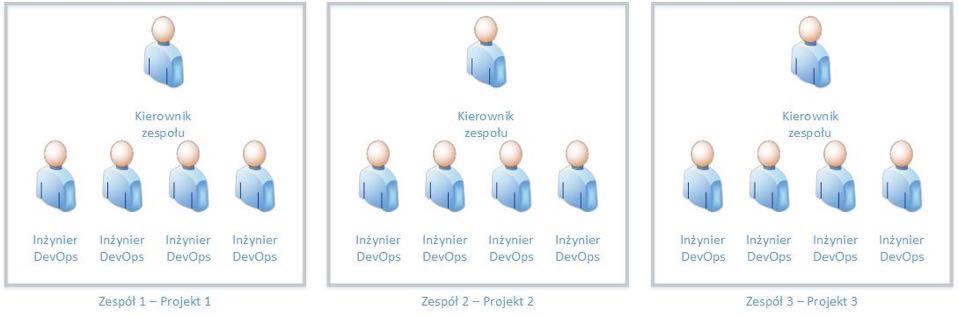 Kierownik
zespołu
Inżynier
DevOps
Inżynier
DevOps
Inżynier
DevOps
Inżynier
DevOps
Zespół 1 – Projekt 1
Kierownik
zespołu
Inżynier
DevOps
Inżynier
DevOps
Inżynier
DevOps
Inżynier
DevOps
Zespół 2 – Projekt 2
Kierownik
zespołu
Inżynier
DevOps
Inżynier
DevOps
Inżynier
DevOps
Inżynier
DevOps
Zespół 3 – Projekt 3